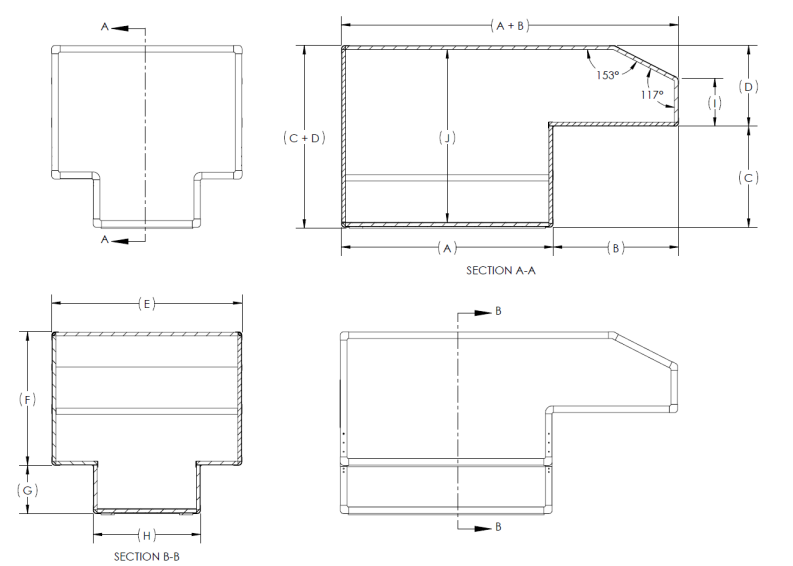 A
A
( A + B )
153°
117°
( I )
( D )
( C + D )
( J )
( C )
( A )
( B )
SECTION A-A
( E )
( F )
( G )
( H )
SECTION B-B
B
B